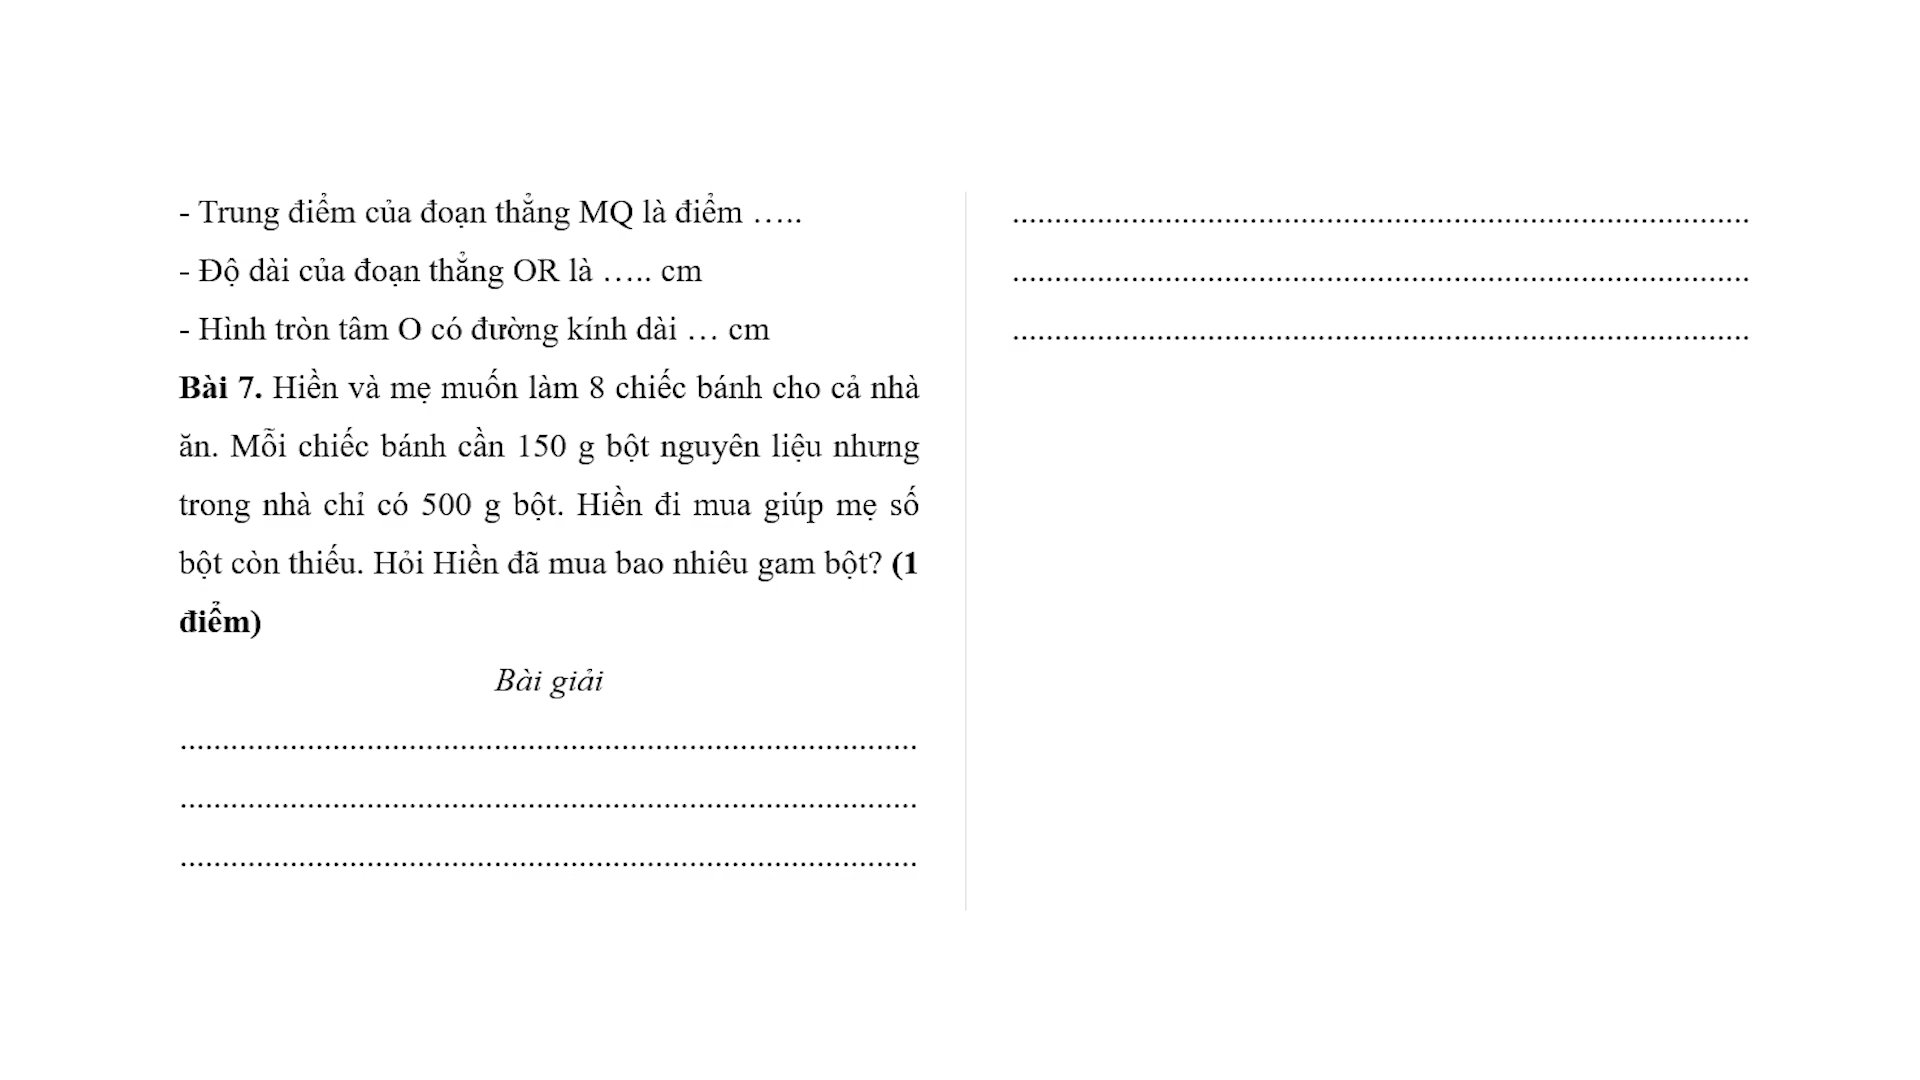 - Trung điểm của đoạn thẳng MQ là điểm …..
- Độ dài của đoạn thẳng OR là ….. cm
- Hình tròn tâm O có đường kính dài … cm
Bài 7. Hiền và mẹ muốn làm 8 chiếc bánh cho cả nhà
ăn. Mỗi chiếc bánh cần 150 g bột nguyên liệu nhưng
trong nhà chỉ có 500 g bột. Hiền đi mua giúp mẹ số
bột còn thiếu. Hỏi Hiền đã mua bao nhiêu gam bột? (1
điểm)
Bài giải
........................................................................................
........................................................................................
........................................................................................
........................................................................................
........................................................................................
........................................................................................